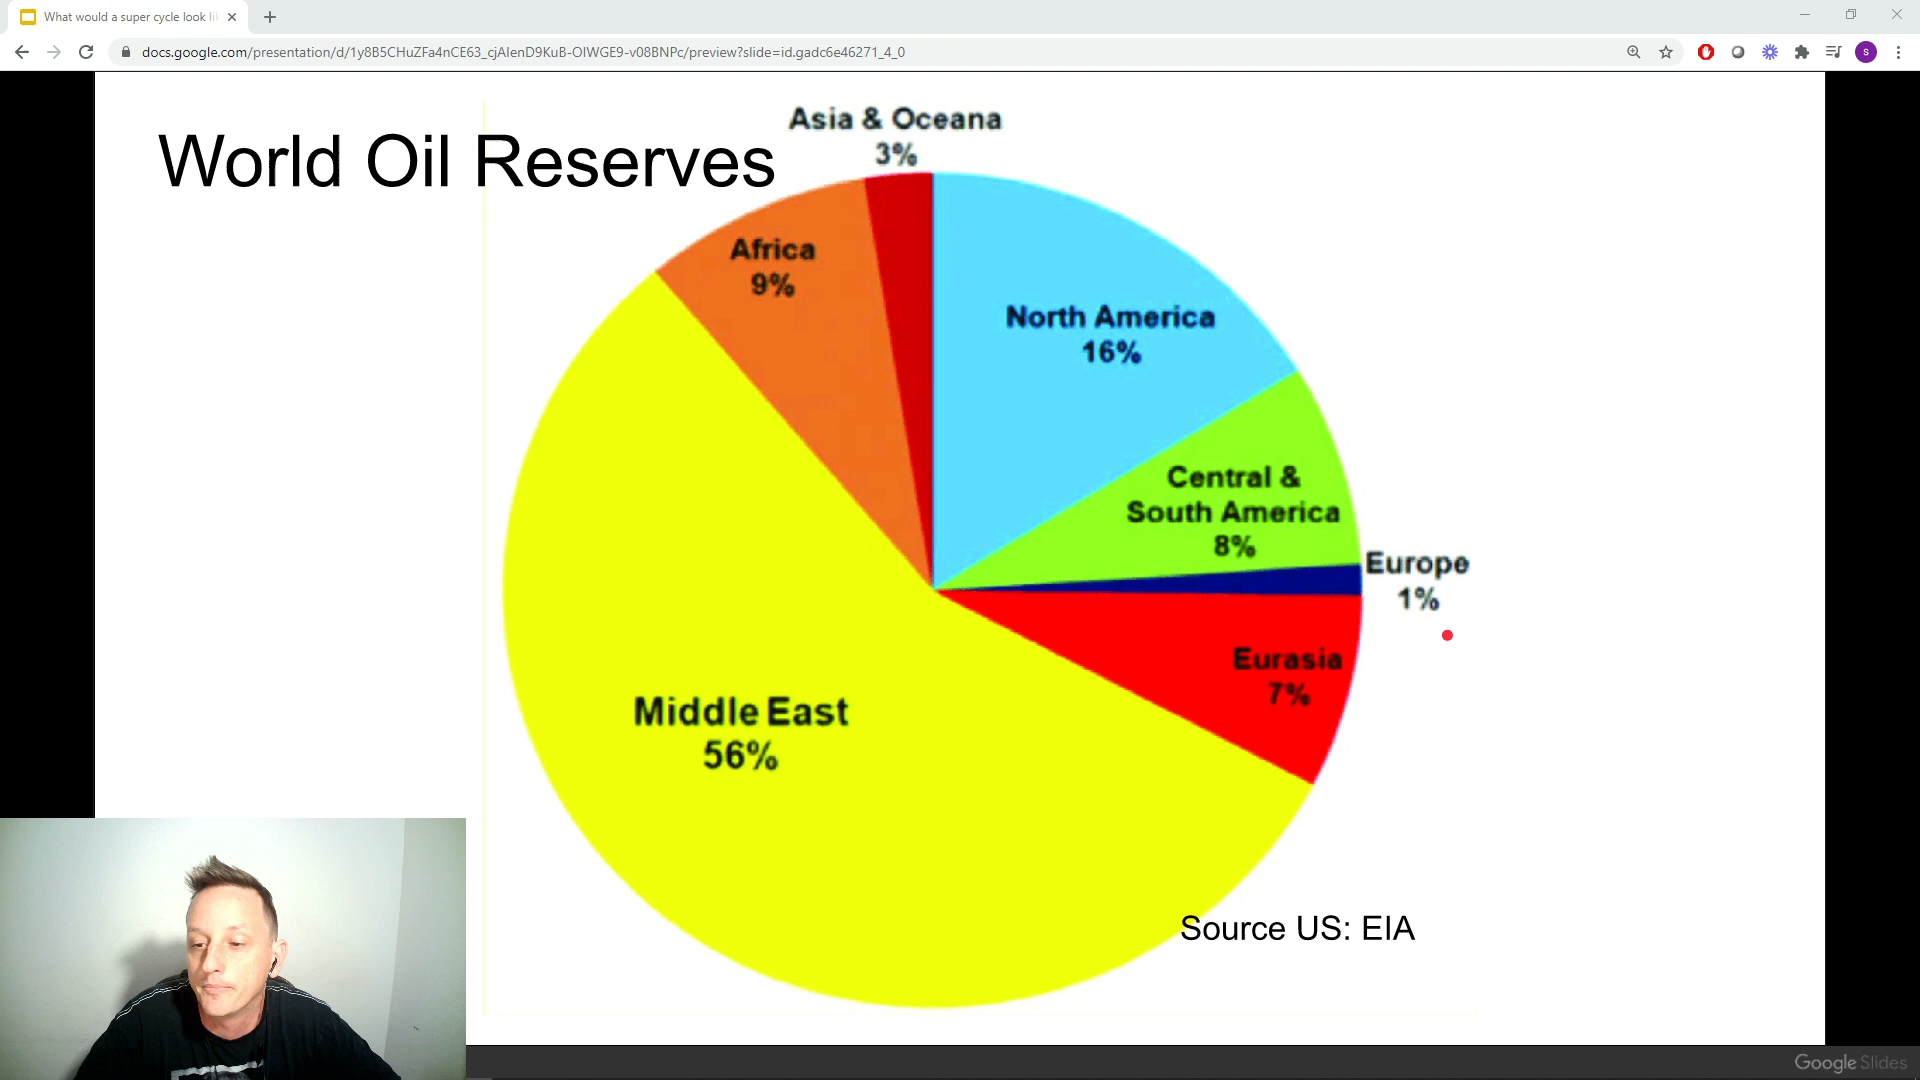 What would a super cycle look li
docs.google.com/presentation/d/1y8B5CHuZFa4nCE63_cjAIenD9KuB-OlWGE9-v08BNPc/preview?slide=id.gadc6e46271_4_0
S
World Oil Reserves
Asia & Oceana
3%
Africa
9%
North America
16%
Central &
South America
8%
Europe
1%
Eurasia
7%
Middle East
56%
Source US: EIA
Google Slides